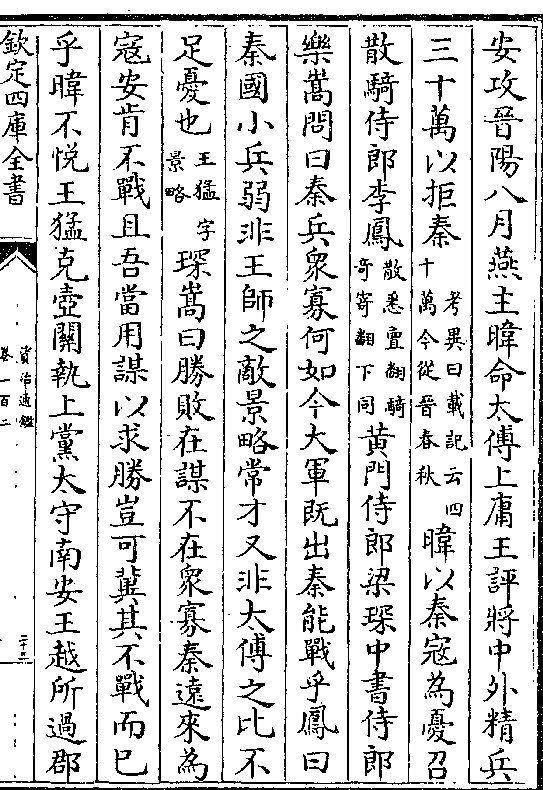 安攻晉陽八月燕主暐命太傅上庸王評將中外精兵
三十萬以拒秦考異曰載記云四十萬今從晉春秋暐以秦寇為憂召
散騎侍郎李鳳散悉亶翻騎奇寄翻下同黄門侍郎梁琛中書侍郎
樂嵩問曰秦兵衆寡何如今大軍既出秦能戰乎鳳曰
秦國小兵弱非王師之敵景略常才又非太傅之比不
足憂也王猛字景略琛嵩曰勝敗在謀不在衆寡秦遠來為
寇安肯不戰且吾當用謀以求勝豈可冀其不戰而已
乎暐不悦王猛克壺關執上黨太守南安王越所過郡
欽定四庫全書
資治通鑑
卷一百二
二十三